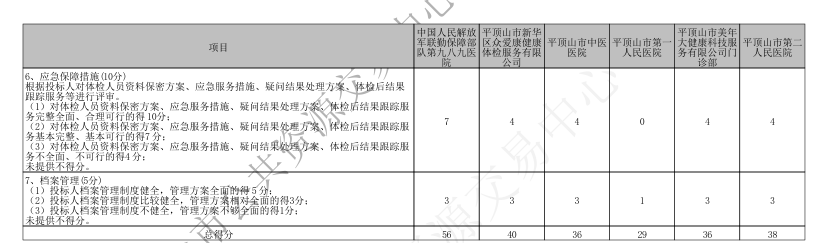 项目	中国人民解放军联勤保障部队第九八九医院	平顶山市新华区众爱康健康体检服务有限公司	平顶山市中医医院	平顶山市第一人民医院	平顶山市美年大健康科技服务有限公司门诊部	平顶山市第二人民医院
6、应急保障措施(10分)
根据投标人对体检人员资料保密方案、应急服务措施、疑问结果处理方案、体检后结果
跟踪服务等进行评审。
（1）对体检人员资料保密方案、应急服务措施、疑问结果处理方案、体检后结果跟踪服
务完整全面、合理可行的得 10分；
（2）对体检人员资料保密方案、应急服务措施、疑问结果处理方案、体检后结果跟踪服
务基本完整、基本可行的得7 分；
（3）对体检人员资料保密方案、应急服务措施、疑问结果处理方案、体检后结果跟踪服
务不全面、不可行的得4 分；
未提供不得分。
7	4	4	0	4	4
7、档案管理(5分)
（1）投标人档案管理制度健全，管理方案全面的得 5 分；
（2）投标人档案管理制度比较健全，管理方案相对全面的得3分；
（3）投标人档案管理制度不健全，管理方案不够全面的得1分；
未提供不得分。
3	3	3	1	3	3
总得分	56	40	36	29	36	38
市公共资源交易中心
源交易中心